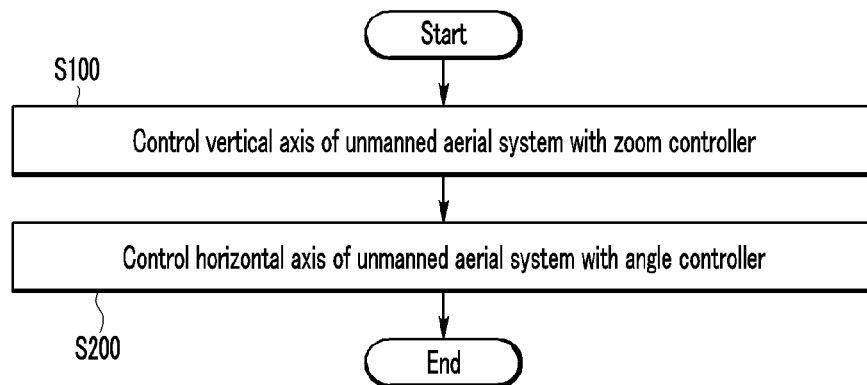 Start
S100
Control vertical axis of unmanned aerial system with zoom controller
Control horizontal axis of unmanned aerial system with angle controller
S200
End